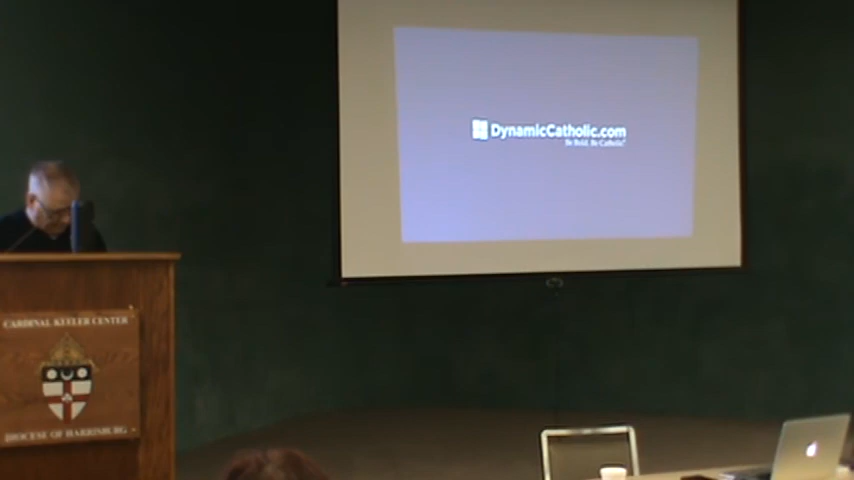 DynamicCatholic.com
Be Bold. Be Catholic.®
CARDINAL KEELER CENTER
DIOCESE OF HARRISBURG